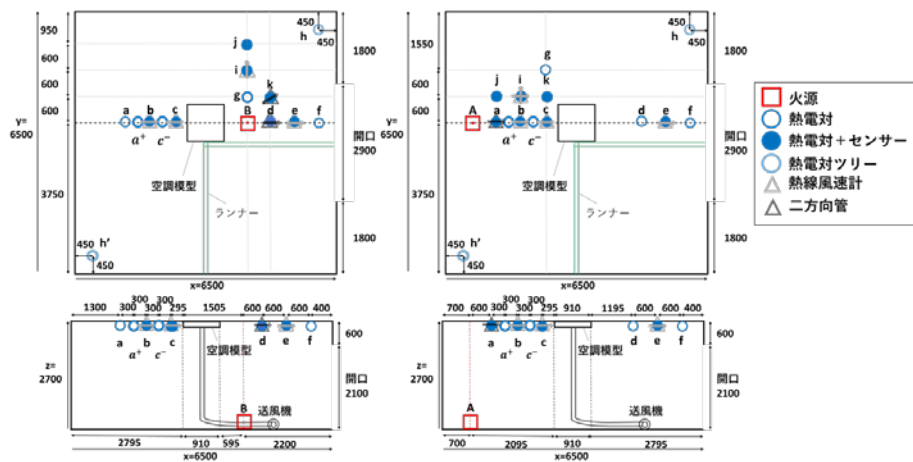 950
600
600
600
y=
6500
3750
450
h
450
j
i
g
k
a
b
c
B
d
e
f
a⁺
c⁻
空調模型
ランナー
450
h'
450
1800
開口
2900
1800
x=6500
1550
600
600
y=
6500
3750
450
h
450
g
j
i
k
A
a
b
c
d
e
f
a⁺
c⁻
空調模型
ランナー
450
h'
450
1800
開口
2900
1800
x=6500
火源
熱電対
熱電対+センサー
熱電対ツリー
熱線風速計
二方向管
300 300
1300 300 300 295 1505 600 600 600 400
a
b
c
a⁺
c⁻
空調模型
d
e
f
600
z=
2700
開口
2100
B
送風機
2795 910 595 2200
x=6500
300 300
700 600 300 300 295 910 1195 600 600 400
a
b
c
a⁺
c⁻
空調模型
d
e
f
600
z=
2700
開口
2100
A
送風機
700 2095 910 2795
x=6500